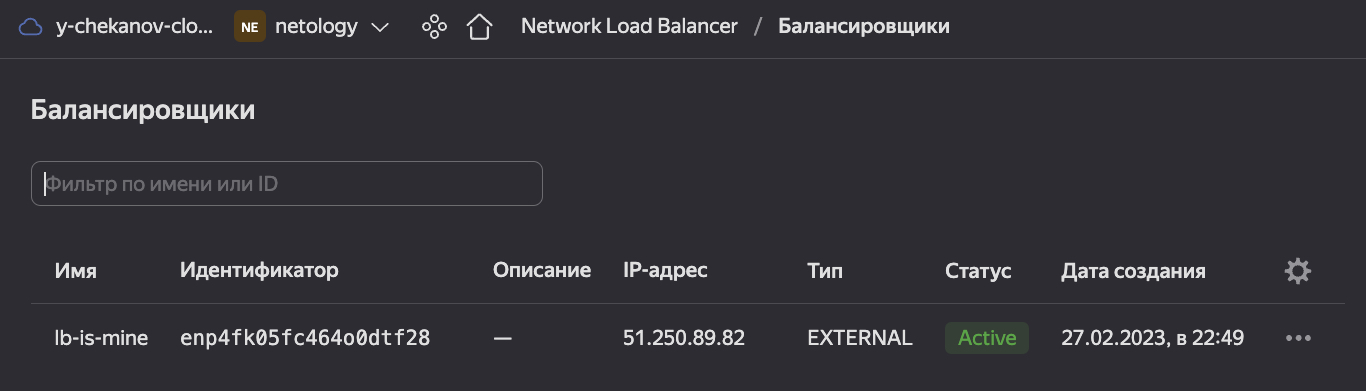 y-chekanov-clo... NE netology Network Load Balancer / Балансировщики
Балансировщики
Фильтр по имени или ID
Имя Идентификатор Описание IP-адрес Тип Статус Дата создания
lb-is-mine enp4fk05fc464o0dtf28 — 51.250.89.82 EXTERNAL Active 27.02.2023, в 22:49